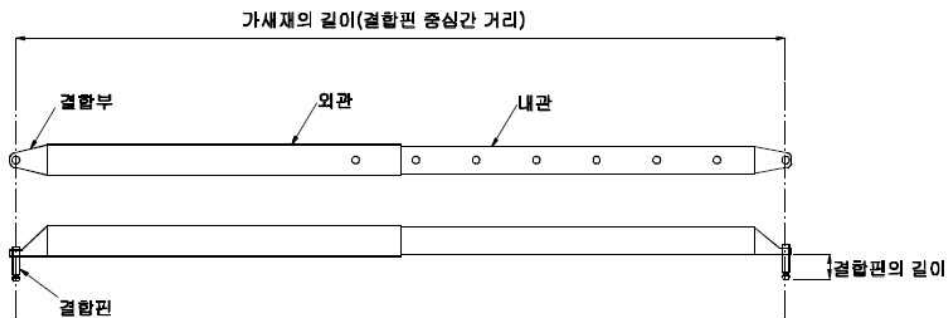 가새재의 길이(결합핀 중심간 거리)
결합부
외관
내관
결합핀의 길이
결합핀